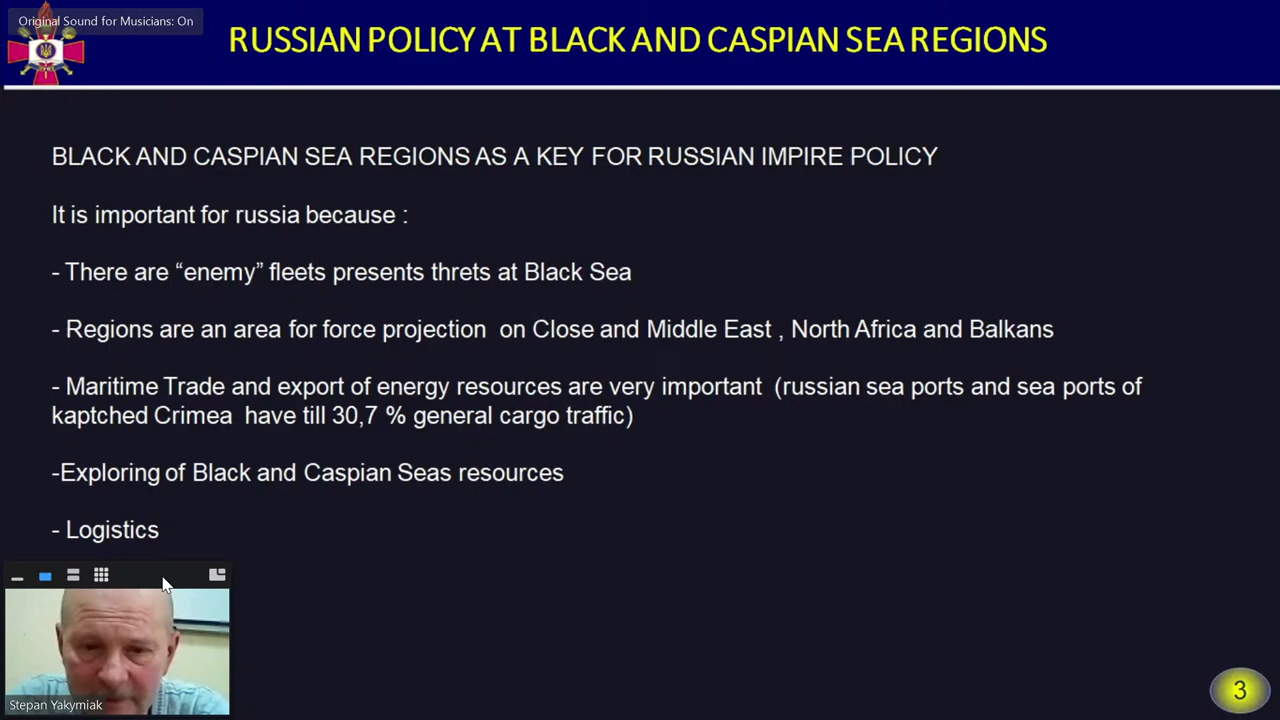 Original Sound for Musicians: On
RUSSIAN POLICY AT BLACK AND CASPIAN SEA REGIONS
BLACK AND CASPIAN SEA REGIONS AS A KEY FOR RUSSIAN IMPIRE POLICY
It is important for russia because :
- There are “enemy” fleets presents threts at Black Sea
- Regions are an area for force projection on Close and Middle East , North Africa and Balkans
- Maritime Trade and export of energy resources are very important (russian sea ports and sea ports of
kaptched Crimea have till 30,7 % general cargo traffic)
-Exploring of Black and Caspian Seas resources
- Logistics
Stepan Yakymiak
3